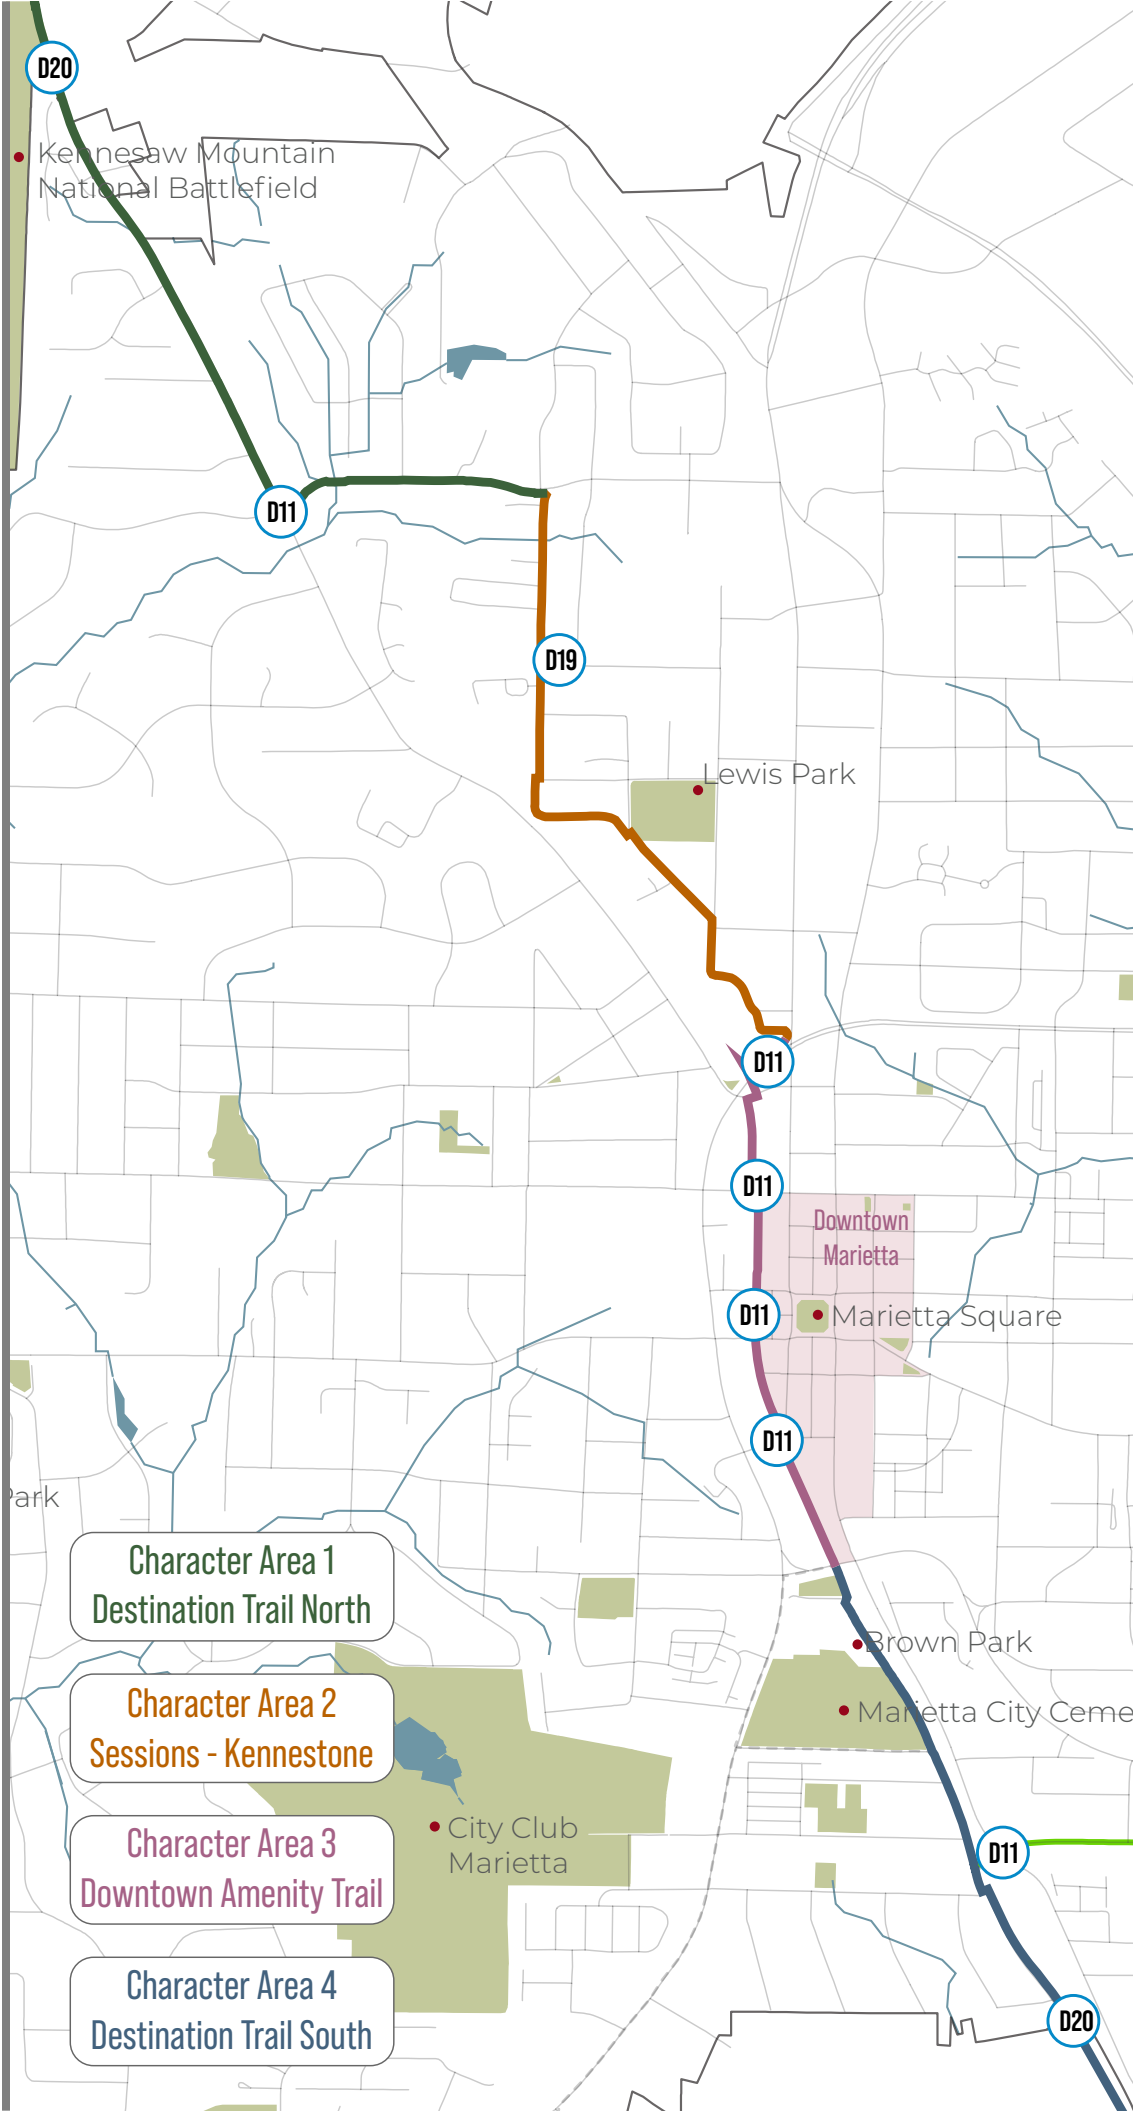 D20
Kennesaw Mountain
National Battlefield
D11
D19
Lewis Park
D11
D11
Downtown
Marietta
D11
Marietta Square
D11
Park
Character Area 1
Destination Trail North
Brown Park
Character Area 2
Sessions - Kennestone
Marietta City Ceme
Character Area 3
Downtown Amenity Trail
City Club
Marietta
D11
Character Area 4
Destination Trail South
D20